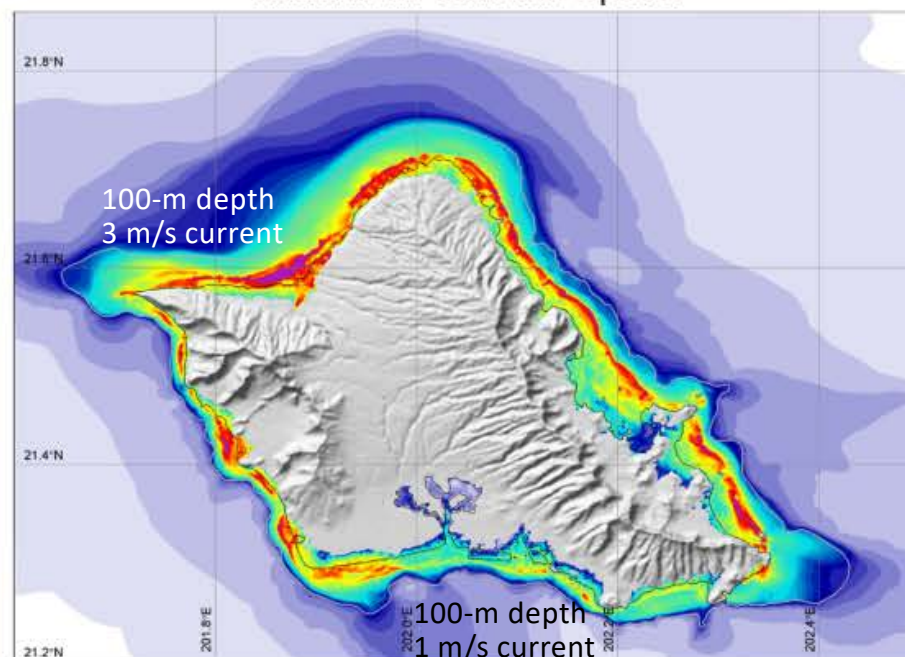 21.8°N
100-m depth
3 m/s current
21.6°N
21.4°N
201.8°E
202.0°E
202.2°E
202.4°E
100-m depth
1 m/s current
21.2°N